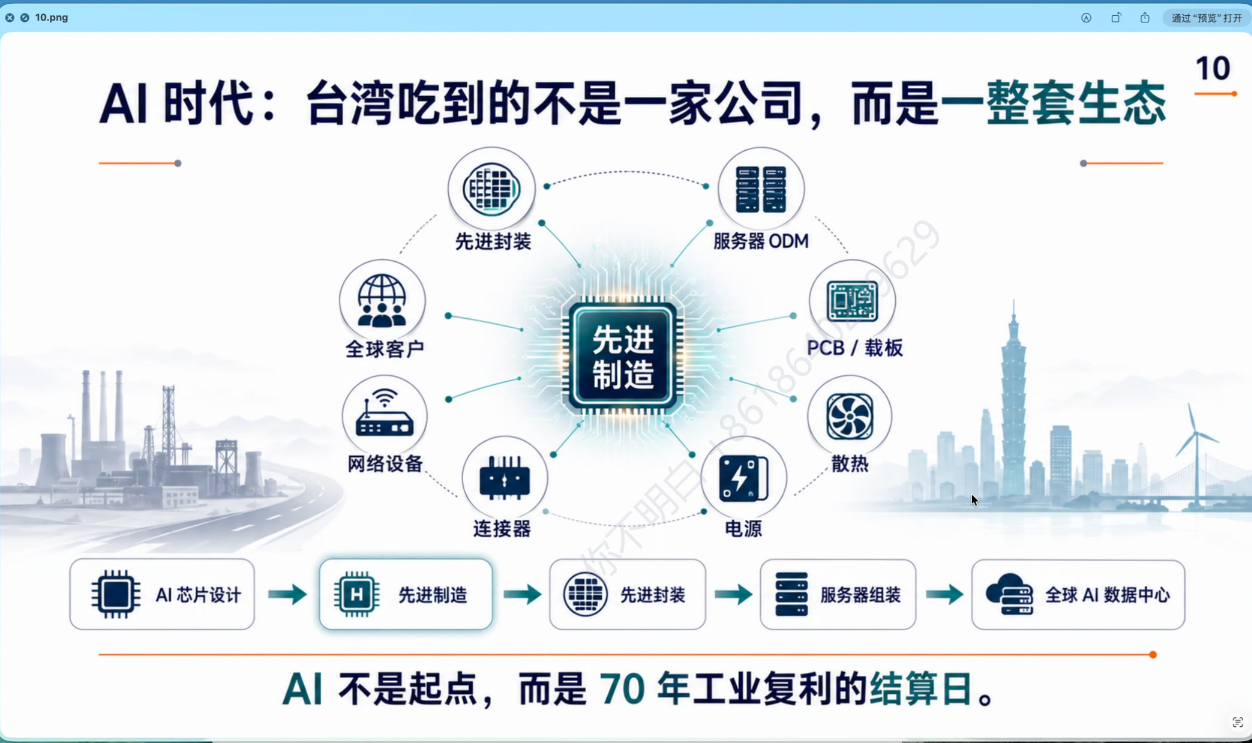 10.png
通过“预览”打开
10
AI 时代：台湾吃到的不是一家公司，而是一整套生态
先进封装
服务器 ODM
全球客户
先进
制造
PCB / 载板
网络设备
散热
连接器
电源
AI 芯片设计
H
先进制造
先进封装
服务器组装
全球 AI 数据中心
AI 不是起点，而是 70 年工业复利的结算日。